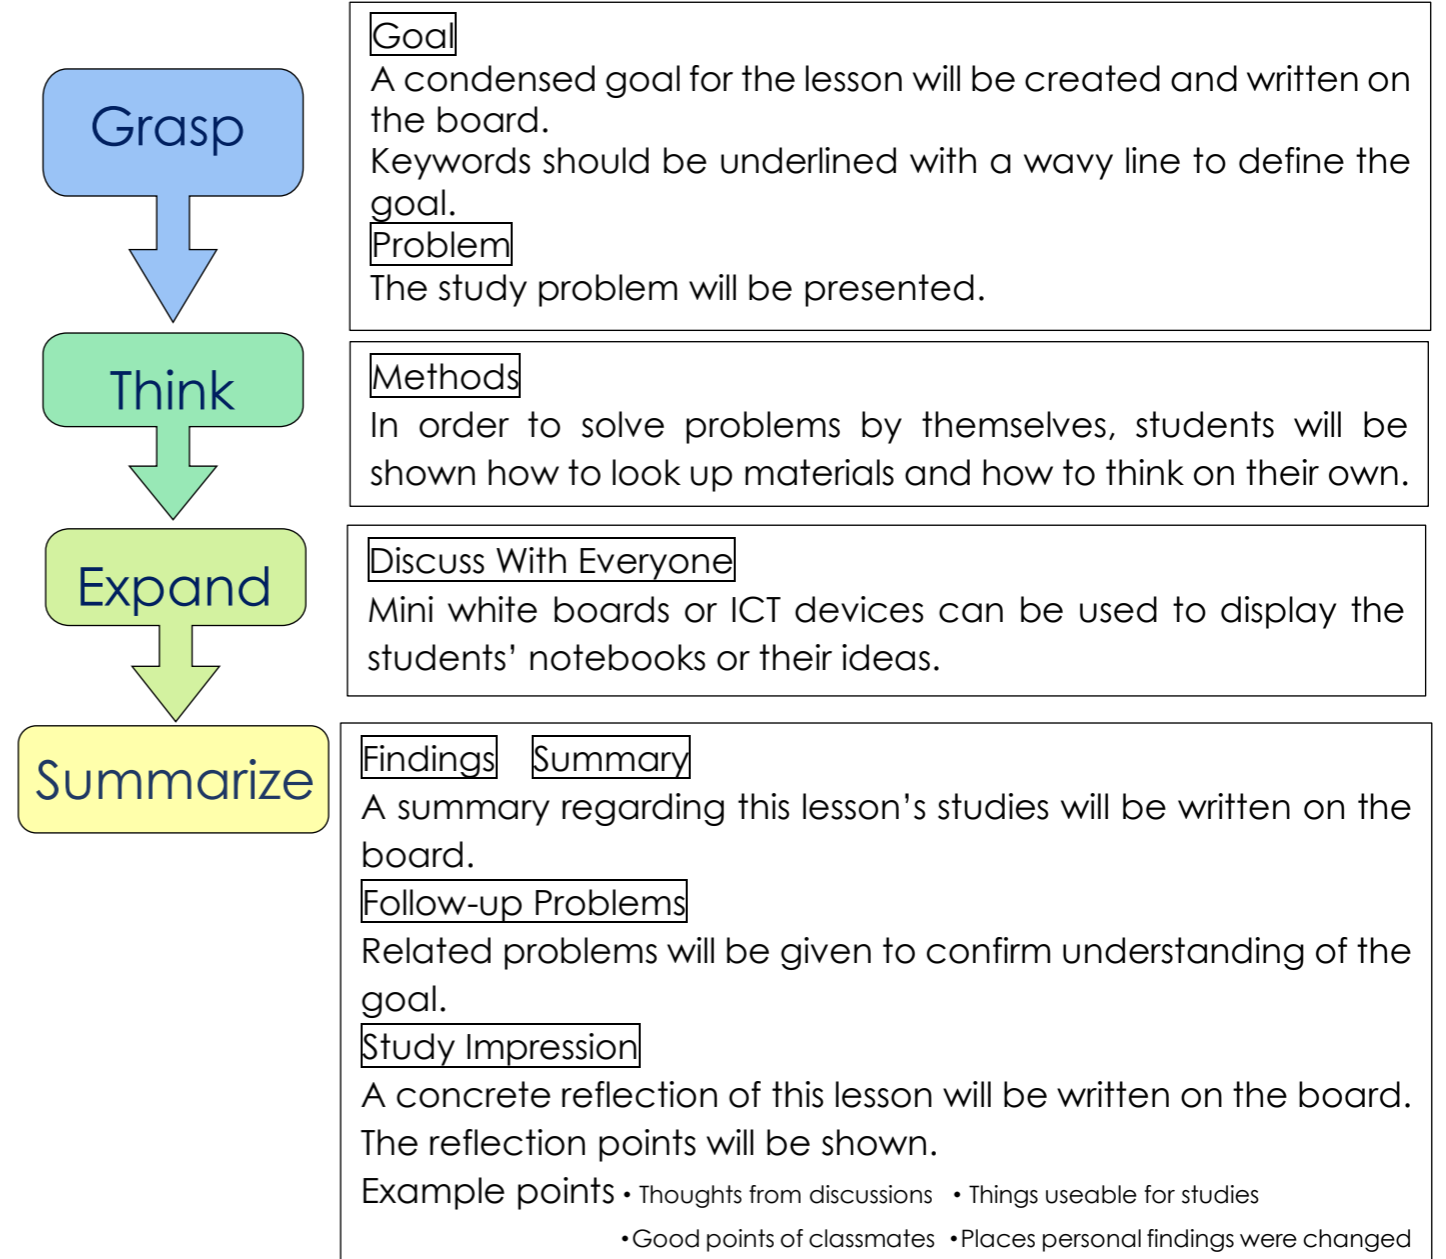 Grasp
Goal
A condensed goal for the lesson will be created and written on
the board.
Keywords should be underlined with a wavy line to define the
goal.
Problem
The study problem will be presented.
Think
Methods
In order to solve problems by themselves, students will be
shown how to look up materials and how to think on their own.
Expand
Discuss With Everyone
Mini white boards or ICT devices can be used to display the
students’ notebooks or their ideas.
Summarize
Findings Summary
A summary regarding this lesson’s studies will be written on the
board.
Follow-up Problems
Related problems will be given to confirm understanding of the
goal.
Study Impression
A concrete reflection of this lesson will be written on the board.
The reflection points will be shown.
Example points • Thoughts from discussions • Things useable for studies
•Good points of classmates •Places personal findings were changed